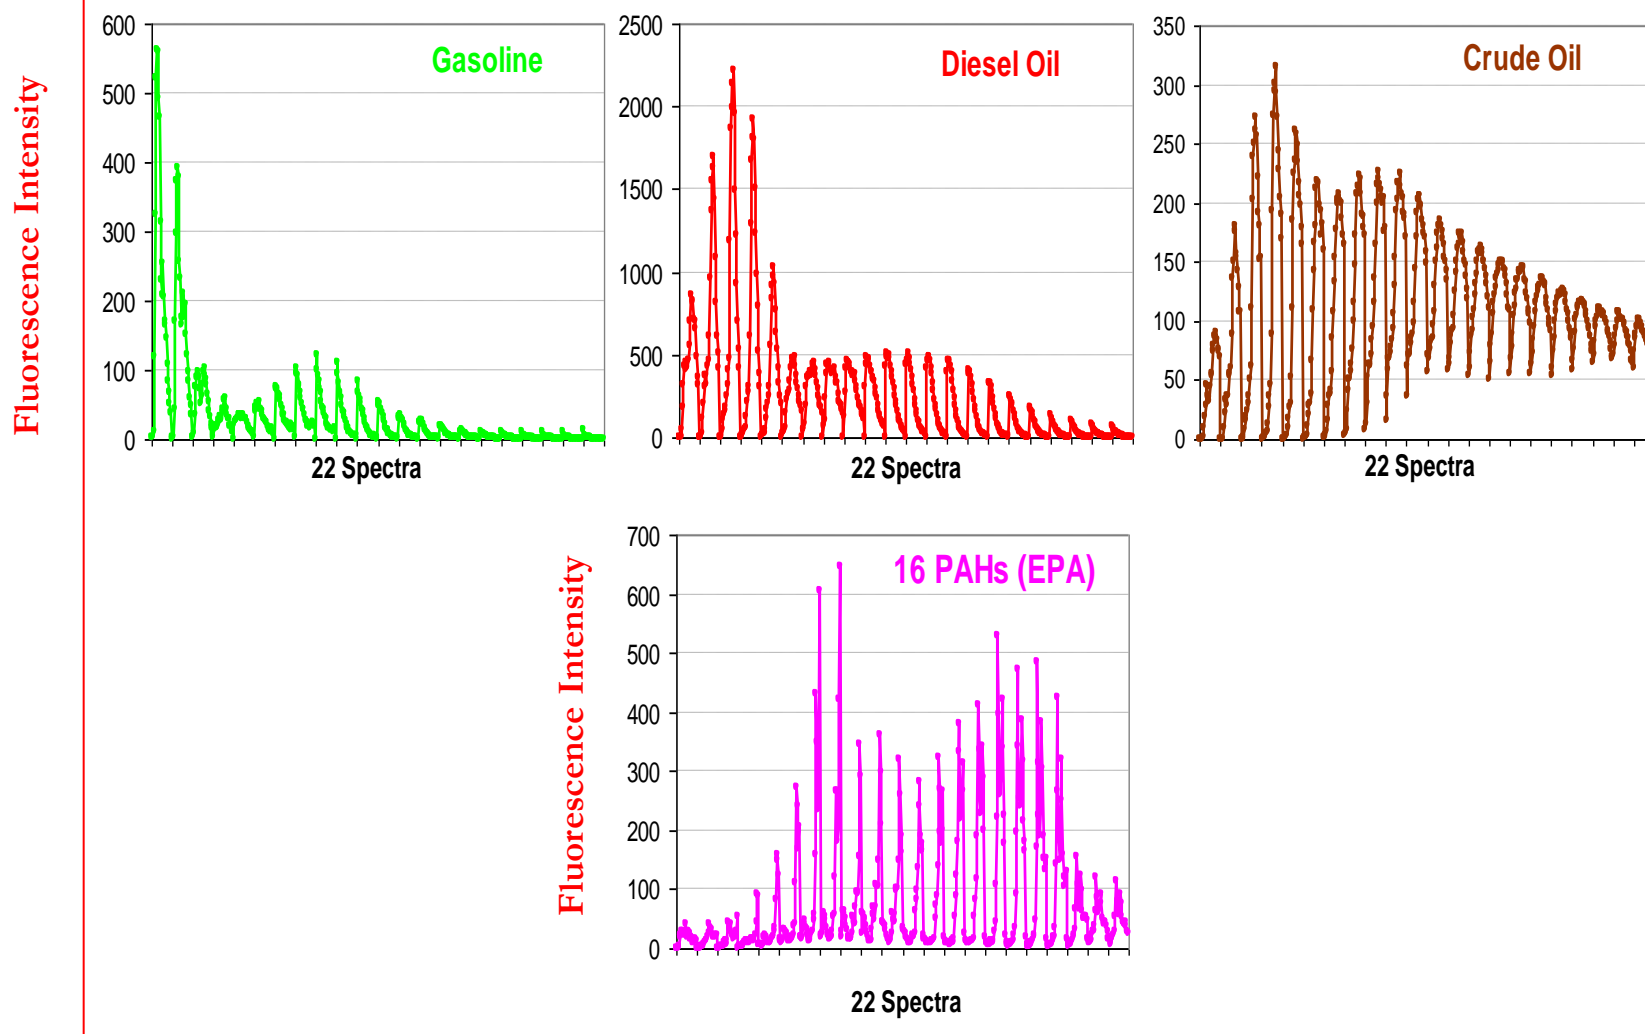 Fluorescence Intensity
600
500
400
300
200
100
0
Gasoline
22 Spectra
2500
2000
1500
1000
500
0
Diesel Oil
22 Spectra
350
300
250
200
150
100
50
0
Crude Oil
22 Spectra
Fluorescence Intensity
700
600
500
400
300
200
100
0
16 PAHs (EPA)
22 Spectra